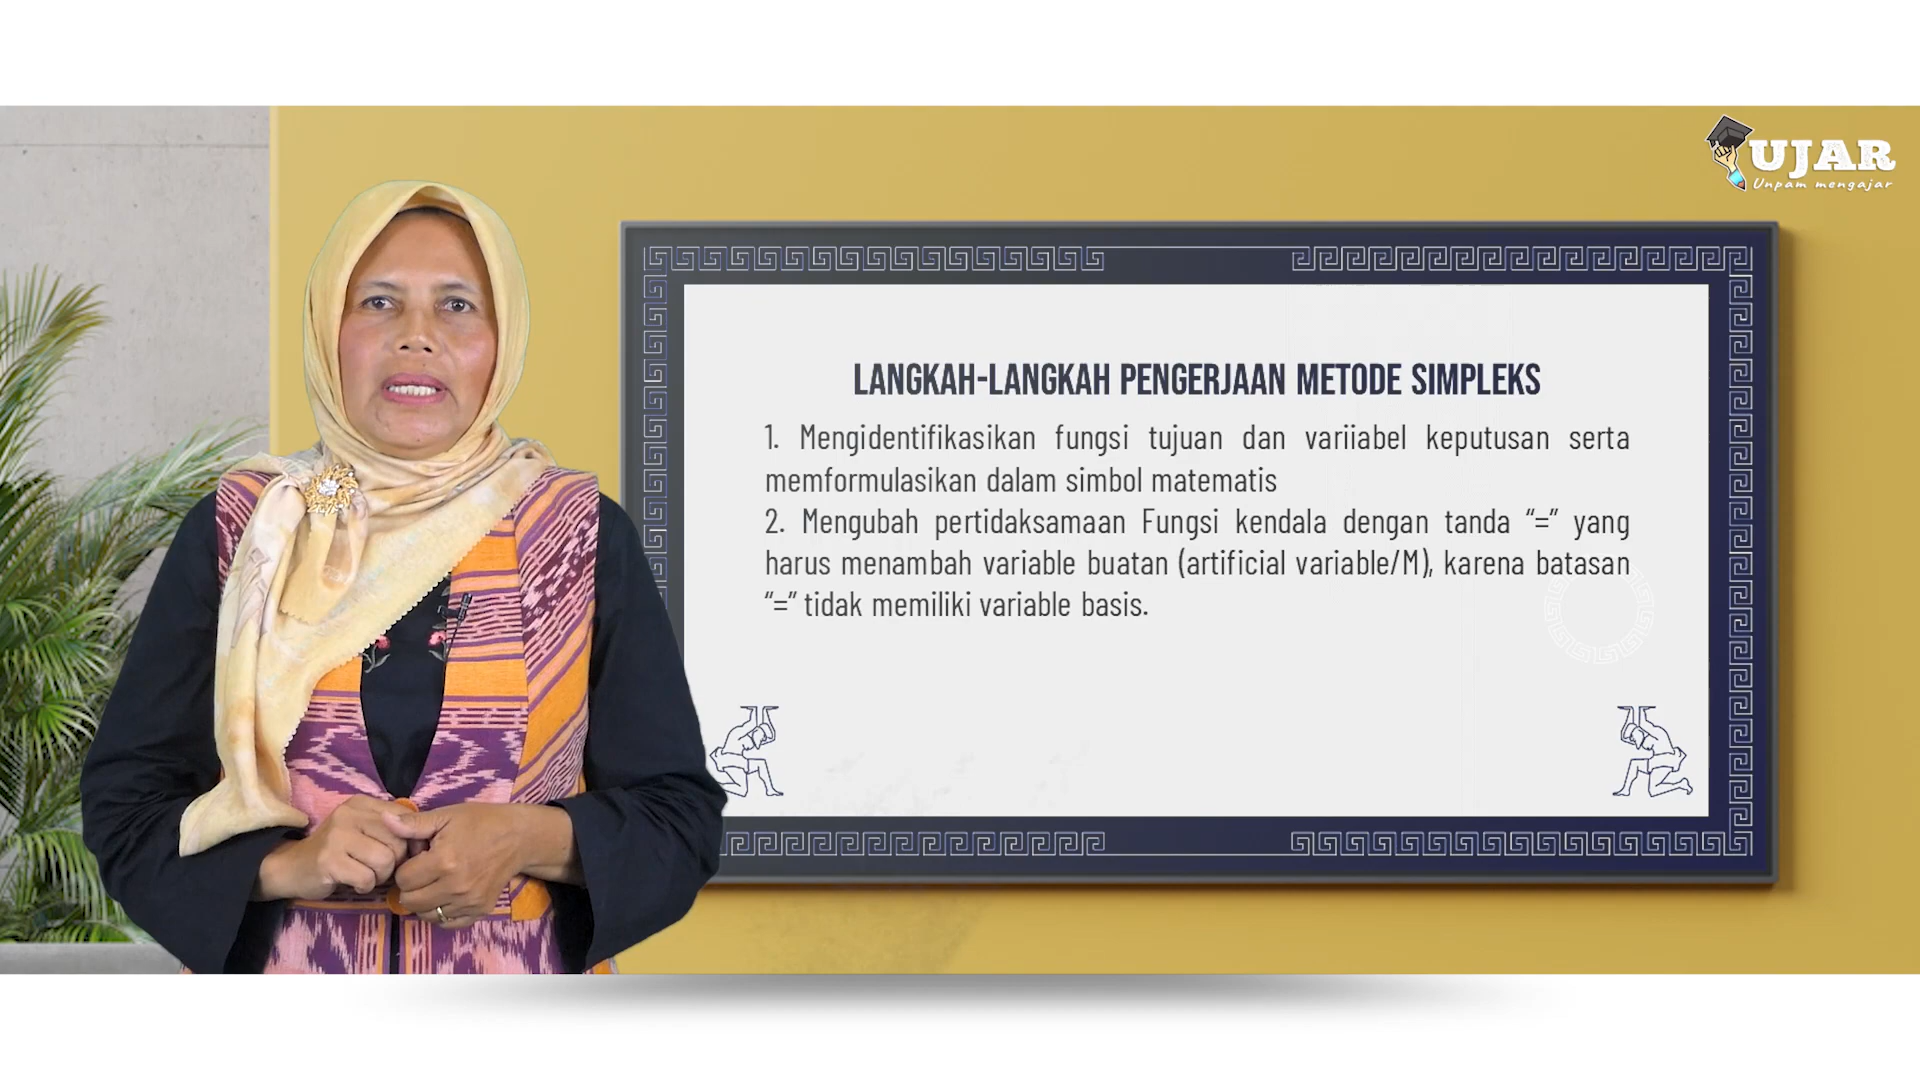 UJAR
Unpam mengajar
LANGKAH-LANGKAH PENGERJAAN METODE SIMPLEKS
1. Mengidentifikasikan fungsi tujuan dan variiabel keputusan serta
memformulasikan dalam simbol matematis
2. Mengubah pertidaksamaan Fungsi kendala dengan tanda “=” yang
harus menambah variable buatan (artificial variable/M), karena batasan
“=” tidak memiliki variable basis.